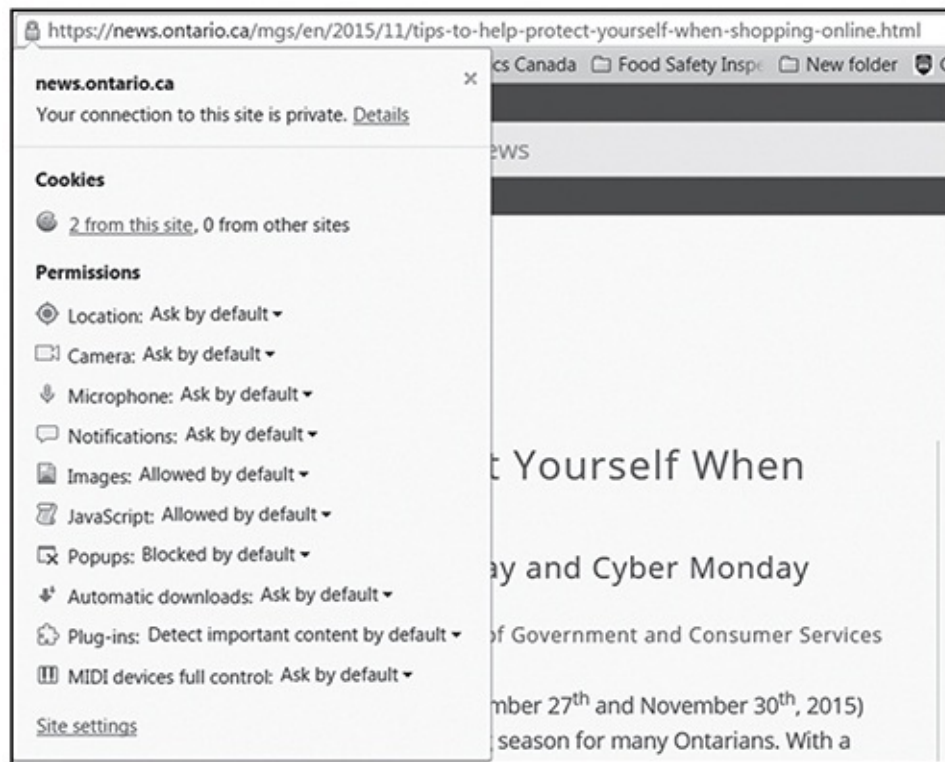 https://news.ontario.ca/mgs/en/2015/11/tips-to-help-protect-yourself-when-shopping-online.html
Canada Food Safety New folder
news.ontario.ca ×
Your connection to this site is private. Details
Cookies
2 from this site, 0 from other sites
Permissions
Location: Ask by default
Camera: Ask by default
Microphone: Ask by default
Notifications: Ask by default
Images: Allowed by default
JavaScript: Allowed by default
Popups: Blocked by default
Automatic downloads: Ask by default
Plug-ins: Detect important content by default
MIDI devices full control: Ask by default
Site settings
Yourself When
and Cyber Monday
of Government and Consumer Services
27th and November 30th, 2015)
season for many Ontarians. With a